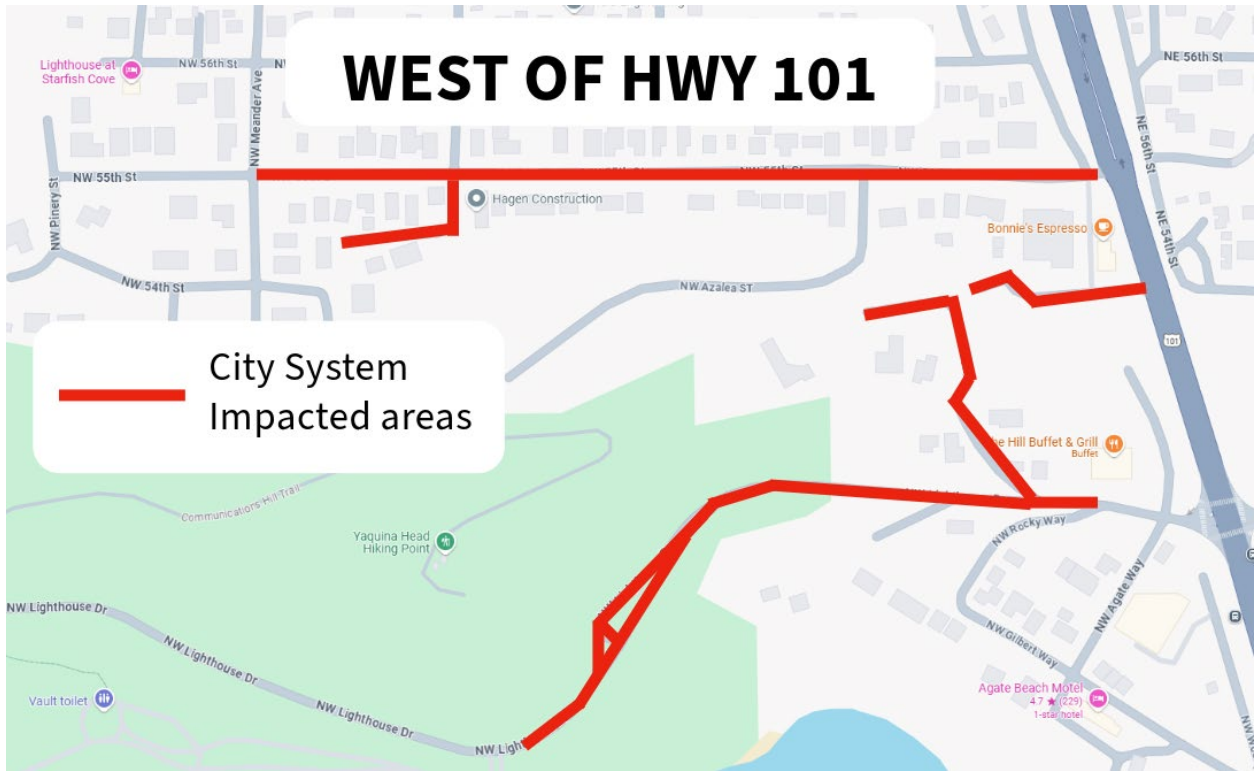 WEST OF HWY 101
Lighthouse at
Starfish Cove
NW 56th St
NW Meander Ave
NE 56th St
NE 56th St
NW 55th St
NW Pinery St
Hagen Construction
Bonnie's Espresso
NE 54th St
NW 54th St
NW Azalea ST
101
City System
Impacted areas
Hill Buffet & Grill
Buffet
Communications Hill Trail
Yaquina Head
Hiking Point
NW Rocky Way
NW Agate Way
NW Gilbert Way
NW Lighthouse Dr
NW Lighthouse Dr
NW Lighthouse Dr
NW
Vault toilet
Agate Beach Motel
4.7 ★ (229)
1-star hotel